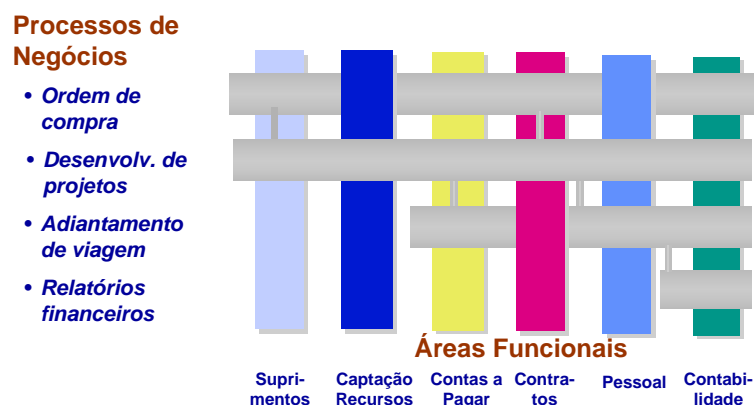 Processos de
Negócios
• Ordem de
compra
• Desenvolv. de
projetos
• Adiantamento
de viagem
• Relatórios
financeiros
Áreas Funcionais
Supri-
mentos
Captação
Recursos
Contas a
Pagar
Contra-
tos
Pessoal
Contabi-
lidade